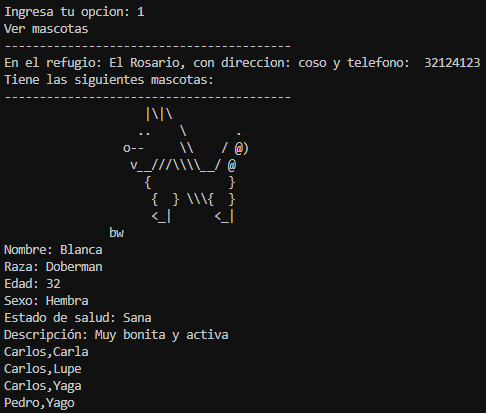 Ingresa tu opcion: 1
Ver mascotas
-----------------------------------------
En el refugio: El Rosario, con direccion: coso y telefono:  32124123
Tiene las siguientes mascotas:
-----------------------------------------
                    |\|\
                   ..    \       .
                 o--     \\    / @)
                  v__///\\\\__/ @
                    {           }
                     {  } \\\{  }
                     <_|      <_|
               bw
Nombre: Blanca
Raza: Doberman
Edad: 32
Sexo: Hembra
Estado de salud: Sana
Descripción: Muy bonita y activa
Carlos,Carla
Carlos,Lupe
Carlos,Yaga
Pedro,Yago